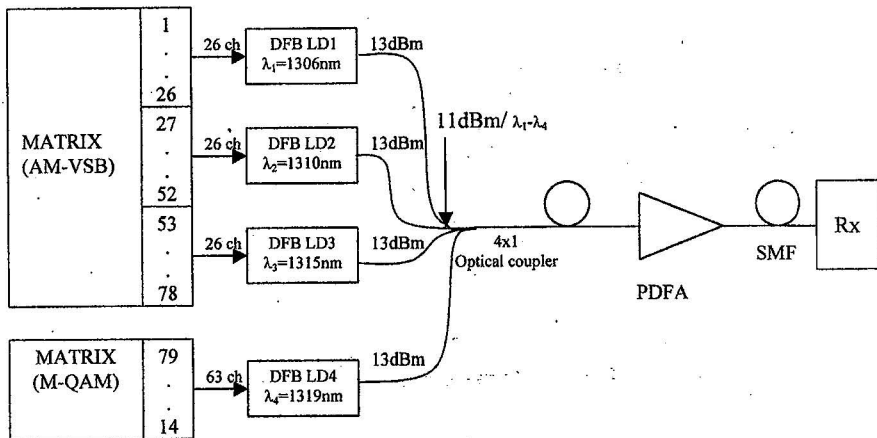 MATRIX
(AM-VSB)
1
.
.
26
27
.
.
52
53
.
.
78
26 ch
DFB LD1
λ1=1306nm
13dBm
26 ch
DFB LD2
λ2=1310nm
13dBm
26 ch
DFB LD3
λ3=1315nm
13dBm
11dBm/ λ1-λ4
4x1
Optical coupler
PDFA
SMF
Rx
MATRIX
(M-QAM)
79
.
.
14
63 ch
DFB LD4
λ4=1319nm
13dBm